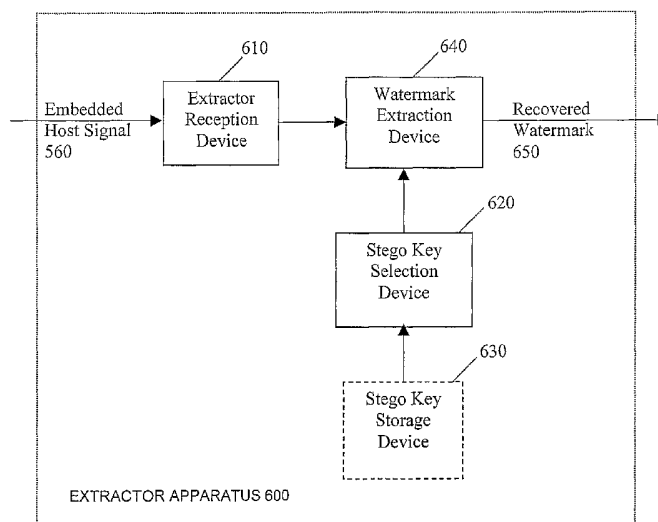 610
640
Embedded
Host Signal
560
Extractor
Reception
Device
Watermark
Extraction
Device
Recovered
Watermark
650
620
Stego Key
Selection
Device
630
Stego Key
Storage
Device
EXTRACTOR APPARATUS 600